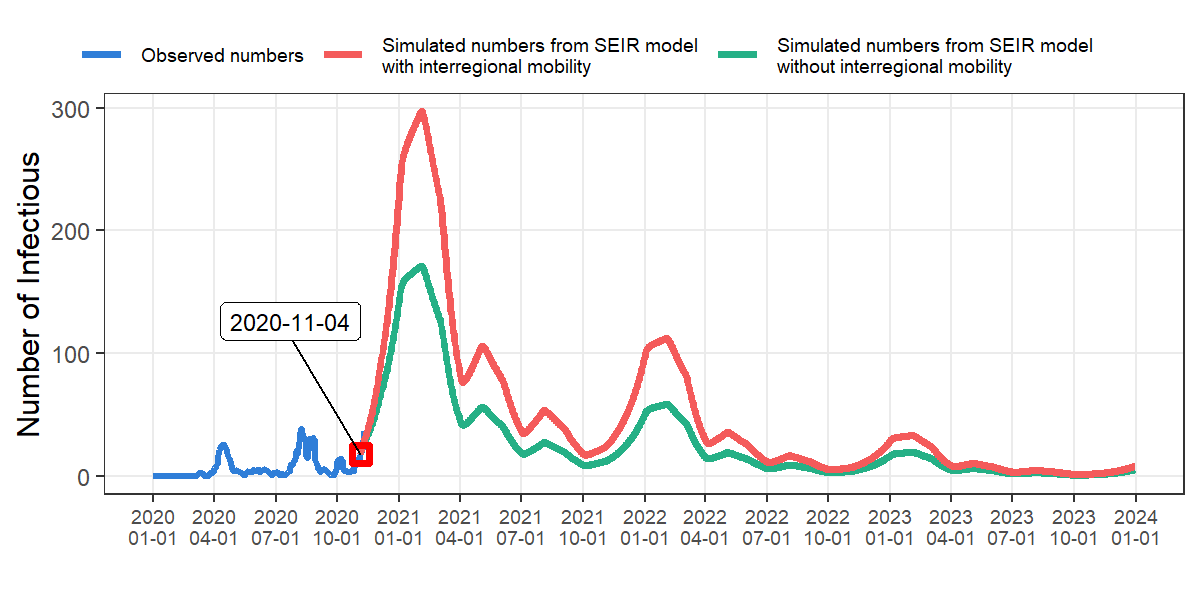 Observed numbers
Simulated numbers from SEIR model
with interregional mobility
Simulated numbers from SEIR model
without interregional mobility
Number of Infectious
300
200
100
0
2020-11-04
2020 2020 2020 2020 2021 2021 2021 2021 2022 2022 2022 2022 2023 2023 2023 2023 2024
01-01 04-01 07-01 10-01 01-01 04-01 07-01 10-01 01-01 04-01 07-01 10-01 01-01 04-01 07-01 10-01 01-01